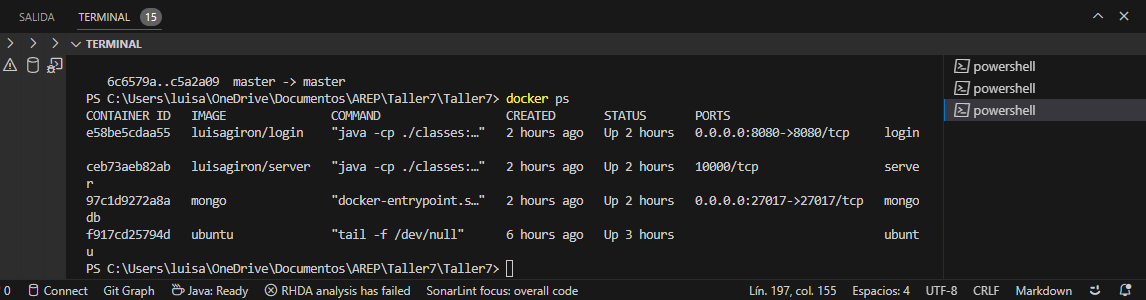 SALIDA TERMINAL 15
TERMINAL
6c6579a..c5a2a09 master -> master
PS C:\Users\luisa\OneDrive\Documentos\AREP\Taller7\Taller7> docker ps
CONTAINER ID IMAGE COMMAND CREATED STATUS PORTS
e58be5cdaa55 luisagiron/login "java -cp ./classes:…" 2 hours ago Up 2 hours 0.0.0.0:8080->8080/tcp login
ceb73aeb82ab luisagiron/server "java -cp ./classes:…" 2 hours ago Up 2 hours 10000/tcp serve
r
97c1d9272a8a mongo "docker-entrypoint.s…" 2 hours ago Up 2 hours 0.0.0.0:27017->27017/tcp mongo
db
f917cd25794d ubuntu "tail -f /dev/null" 6 hours ago Up 3 hours ubunt
u
PS C:\Users\luisa\OneDrive\Documentos\AREP\Taller7\Taller7>
powershell
powershell
powershell
0 Connect Git Graph Java: Ready RHDA analysis has failed SonarLint focus: overall code Lín. 197, col. 155 Espacios: 4 UTF-8 CRLF Markdown